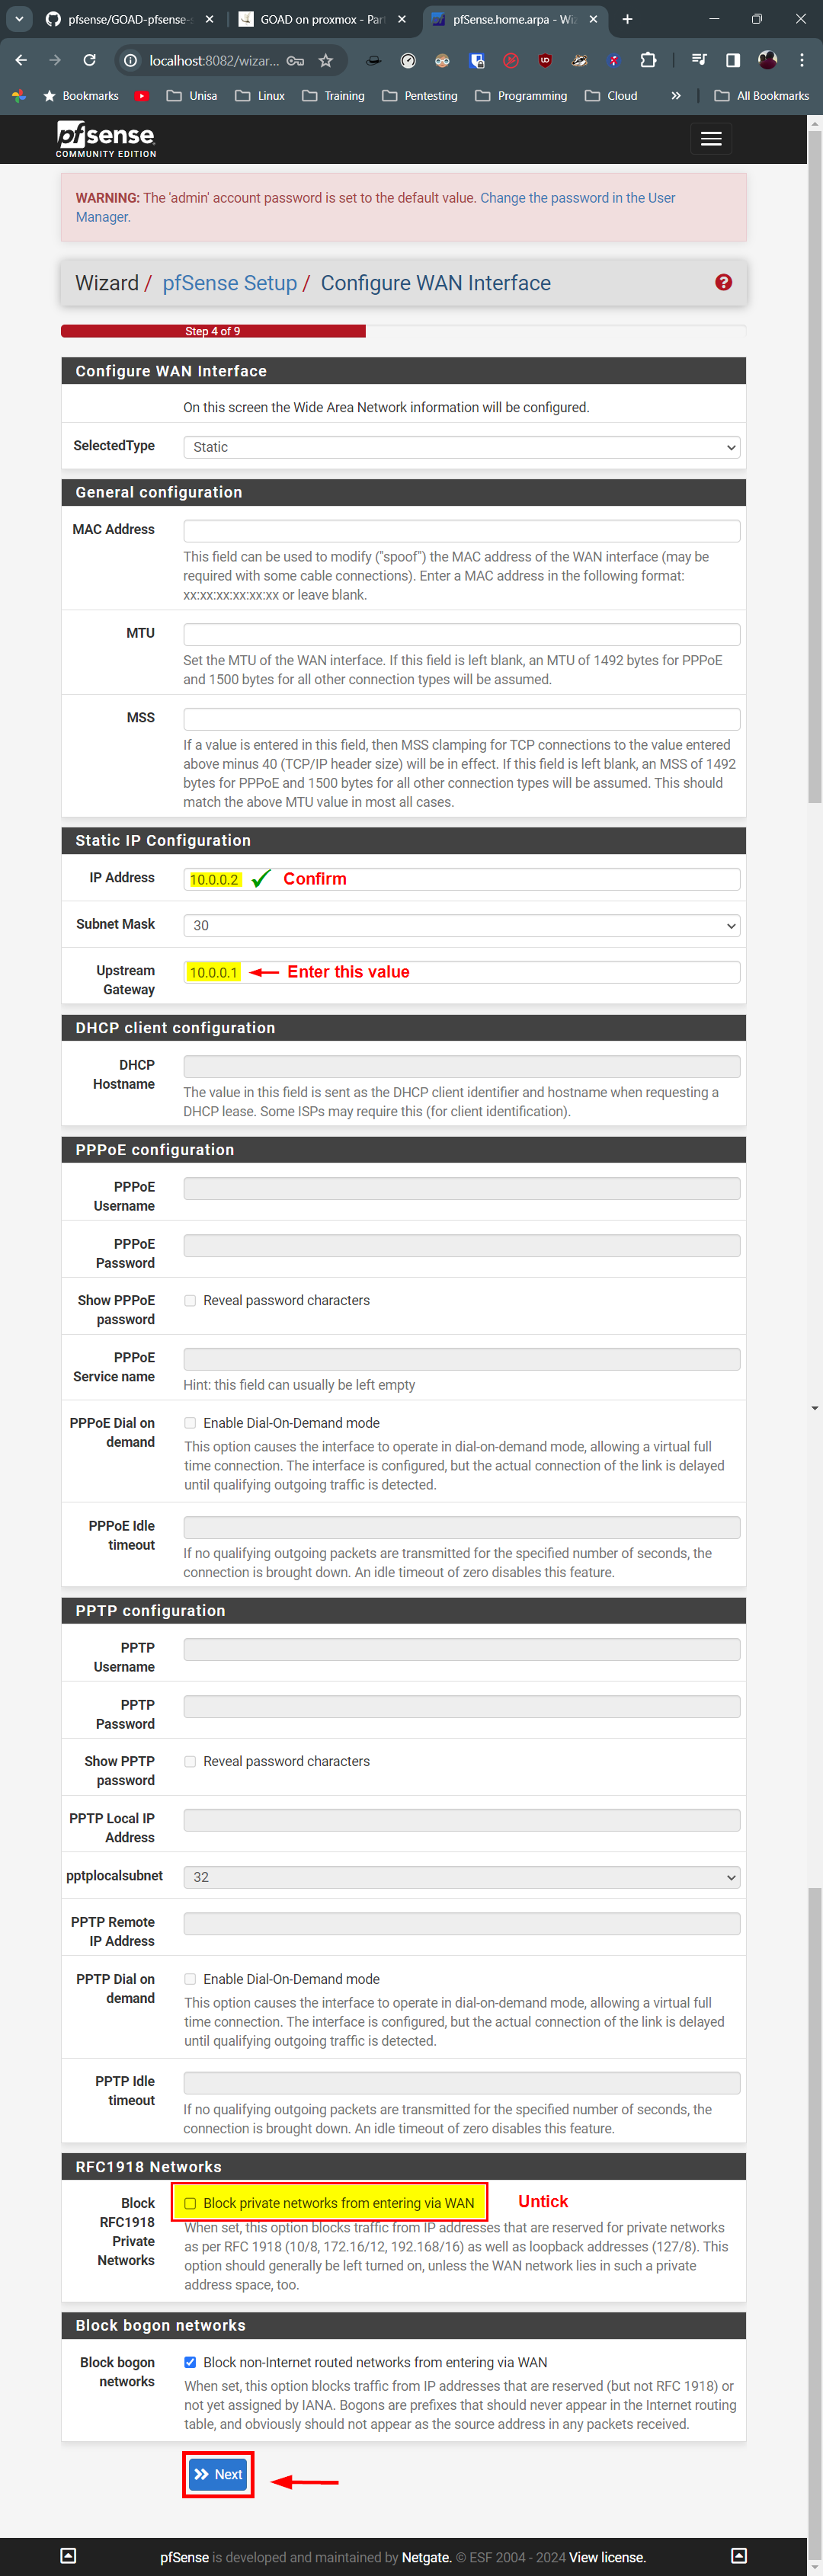 pfsense/GOAD-pfsense-s
GOAD on proxmox - Par
pfSense.home.arpa - Wiz
localhost:8082/wizar...
Bookmarks
Unisa
Linux
Training
Pentesting
Programming
Cloud
»
All Bookmarks
pfsense
COMMUNITY EDITION
WARNING: The 'admin' account password is set to the default value. Change the password in the User
Manager.
Wizard / pfSense Setup / Configure WAN Interface
Step 4 of 9
Configure WAN Interface
On this screen the Wide Area Network information will be configured.
SelectedType
Static
General configuration
MAC Address
This field can be used to modify ("spoof") the MAC address of the WAN interface (may be
required with some cable connections). Enter a MAC address in the following format:
xx:xx:xx:xx:xx:xx or leave blank.
MTU
Set the MTU of the WAN interface. If this field is left blank, an MTU of 1492 bytes for PPPoE
and 1500 bytes for all other connection types will be assumed.
MSS
If a value is entered in this field, then MSS clamping for TCP connections to the value entered
above minus 40 (TCP/IP header size) will be in effect. If this field is left blank, an MSS of 1492
bytes for PPPoE and 1500 bytes for all other connection types will be assumed. This should
match the above MTU value in most all cases.
Static IP Configuration
IP Address
10.0.0.2 ✓ Confirm
Subnet Mask
30
Upstream
Gateway
10.0.0.1 Enter this value
DHCP client configuration
DHCP
Hostname
The value in this field is sent as the DHCP client identifier and hostname when requesting a
DHCP lease. Some ISPs may require this (for client identification).
PPPoE configuration
PPPoE
Username
PPPoE
Password
Show PPPoE
password
Reveal password characters
PPPoE
Service name
Hint: this field can usually be left empty
PPPoE Dial on
demand
Enable Dial-On-Demand mode
This option causes the interface to operate in dial-on-demand mode, allowing a virtual full
time connection. The interface is configured, but the actual connection of the link is delayed
until qualifying outgoing traffic is detected.
PPPoE Idle
timeout
If no qualifying outgoing packets are transmitted for the specified number of seconds, the
connection is brought down. An idle timeout of zero disables this feature.
PPTP configuration
PPTP
Username
PPTP
Password
Show PPTP
password
Reveal password characters
PPTP Local IP
Address
pptplocalsubnet
32
PPTP Remote
IP Address
PPTP Dial on
demand
Enable Dial-On-Demand mode
This option causes the interface to operate in dial-on-demand mode, allowing a virtual full
time connection. The interface is configured, but the actual connection of the link is delayed
until qualifying outgoing traffic is detected.
PPTP Idle
timeout
If no qualifying outgoing packets are transmitted for the specified number of seconds, the
connection is brought down. An idle timeout of zero disables this feature.
RFC1918 Networks
Block
RFC1918
Private
Networks
Block private networks from entering via WAN
Untick
When set, this option blocks traffic from IP addresses that are reserved for private networks
as per RFC 1918 (10/8, 172.16/12, 192.168/16) as well as loopback addresses (127/8). This
option should generally be left turned on, unless the WAN network lies in such a private
address space, too.
Block bogon networks
Block bogon
networks
Block non-Internet routed networks from entering via WAN
When set, this option blocks traffic from IP addresses that are reserved (but not RFC 1918) or
not yet assigned by IANA. Bogons are prefixes that should never appear in the Internet routing
table, and obviously should not appear as the source address in any packets received.
Next
pfSense is developed and maintained by Netgate. © ESF 2004 - 2024 View license.